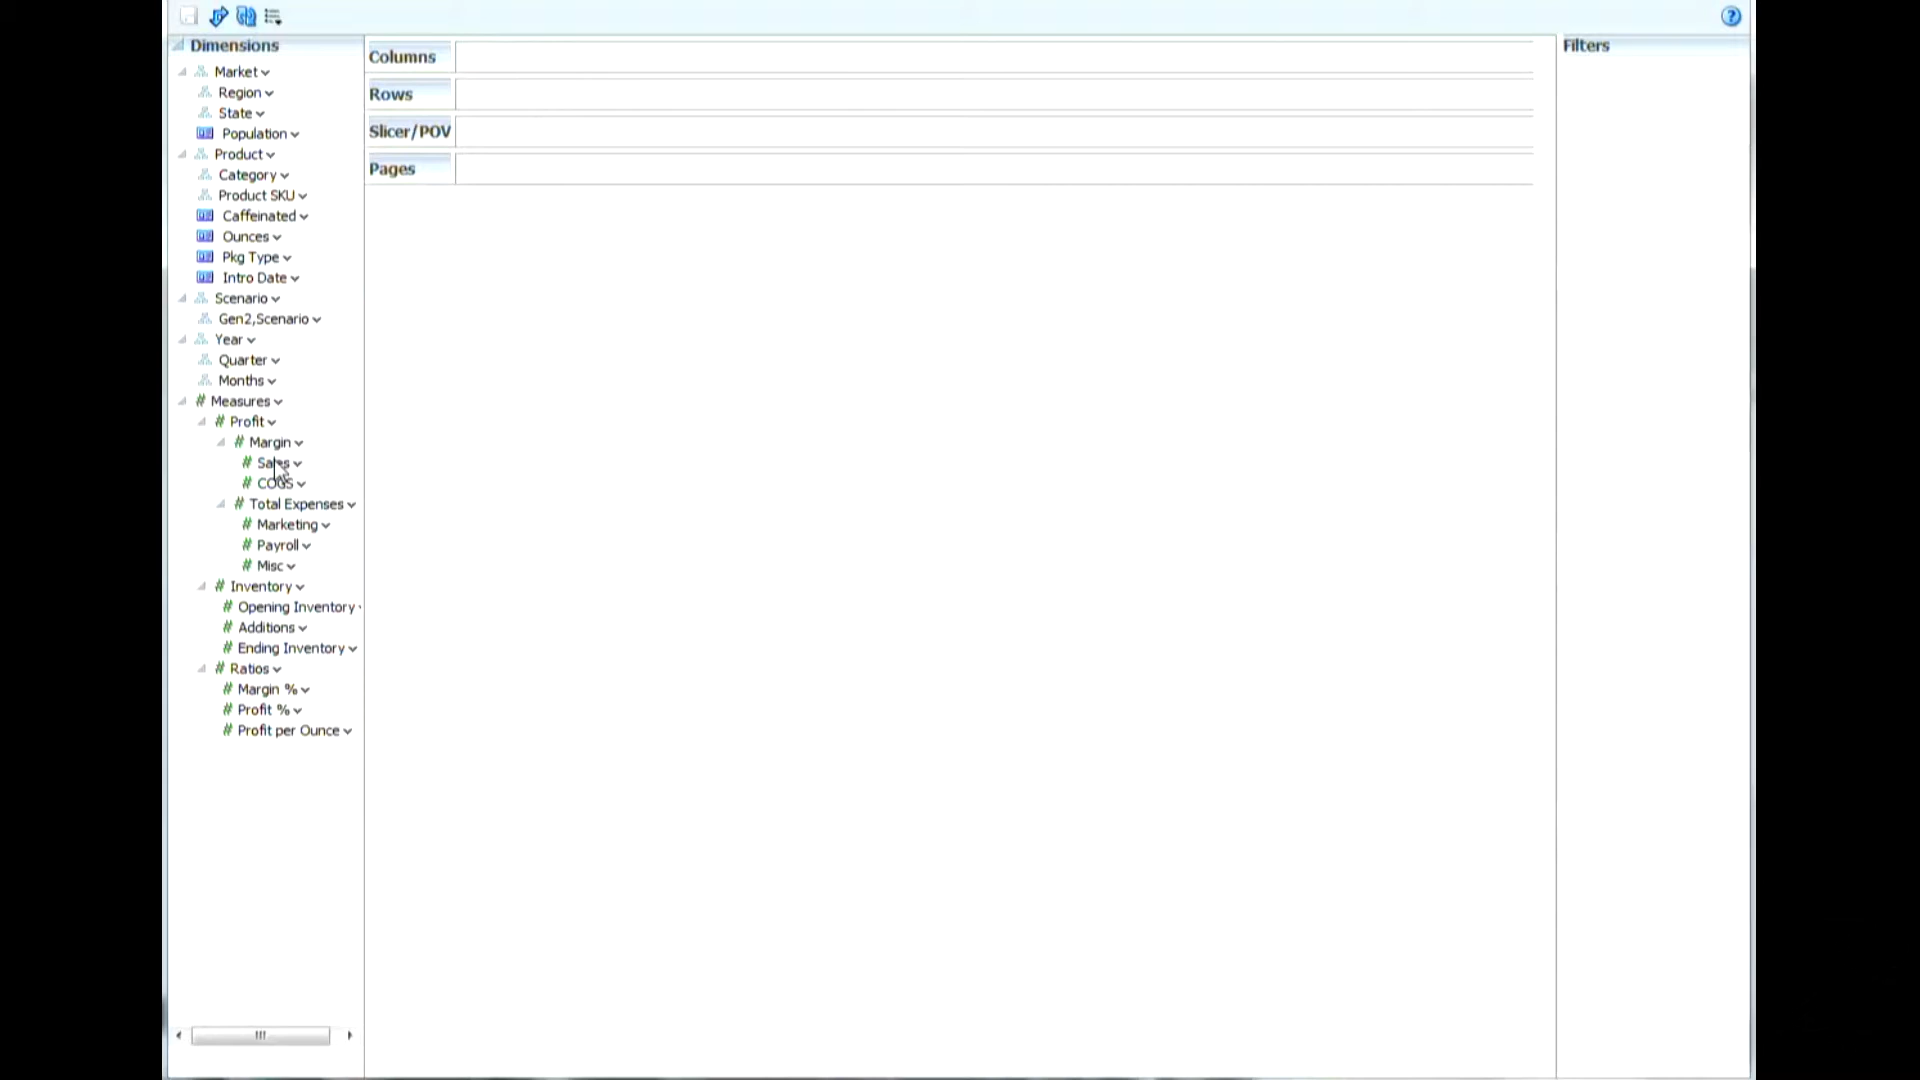 Dimensions
Market
Region
State
Population
Product
Category
Product SKU
Caffeinated
Ounces
Pkg Type
Intro Date
Scenario
Gen2,Scenario
Year
Quarter
Months
# Measures
# Profit
# Margin
# Sales
# COGS
# Total Expenses
# Marketing
# Payroll
# Misc
# Inventory
# Opening Inventory
# Additions
# Ending Inventory
# Ratios
# Margin %
# Profit %
# Profit per Ounce
Columns
Rows
Slicer/POV
Pages
Filters